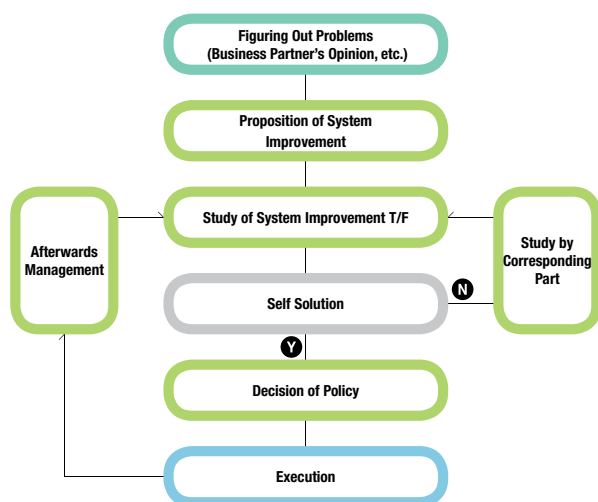 Figuring Out Problems
(Business Partner's Opinion, etc.)
Proposition of System
Improvement
Study of System Improvement T/F
Afterwards
Management
Study by
Corresponding
Part
Self Solution
N
Y
Decision of Policy
Execution